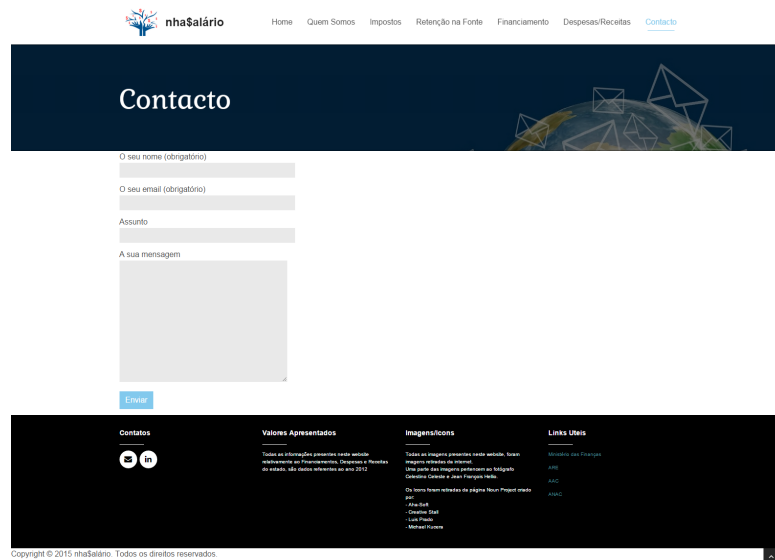 nha$alário
Home Quem Somos Impostos Retenção na Fonte Financiamento Despesas/Receitas Contacto
Contacto
O seu nome (obrigatório)
O seu email (obrigatório)
Assunto
A sua mensagem
Enviar
Contatos
Valores Apresentados
Todas as informações presentes neste website
relativamente ao Financiamentos, Despesas e Receitas
do estado, são dados referentes ao ano 2012
Imagens/Icons
Todas as imagens presentes neste website, foram
imagens retiradas da internet.
Uma parte das imagens pertensem ao fotógrafo
Celestino Celeste e Jean François Hellio.
Os Icons foram retiradas da página Noun Project criado
por:
- Aha-Soft
- Creative Stall
- Luis Prado
- Michael Kucera
Links Uteis
Ministério das Finanças
AAC
Copyright © 2015 nha$alário. Todos os direitos reservados.